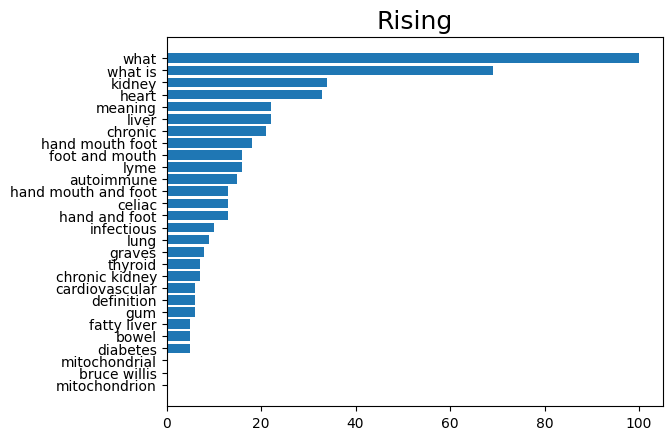 Rising
what
what is
kidney
heart
meaning
liver
chronic
hand mouth foot
foot and mouth
lyme
autoimmune
hand mouth and foot
celiac
hand and foot
infectious
lung
graves
thyroid
chronic kidney
cardiovascular
definition
gum
fatty liver
bowel
diabetes
mitochondrial
bruce willis
mitochondrion
0 20 40 60 80 100